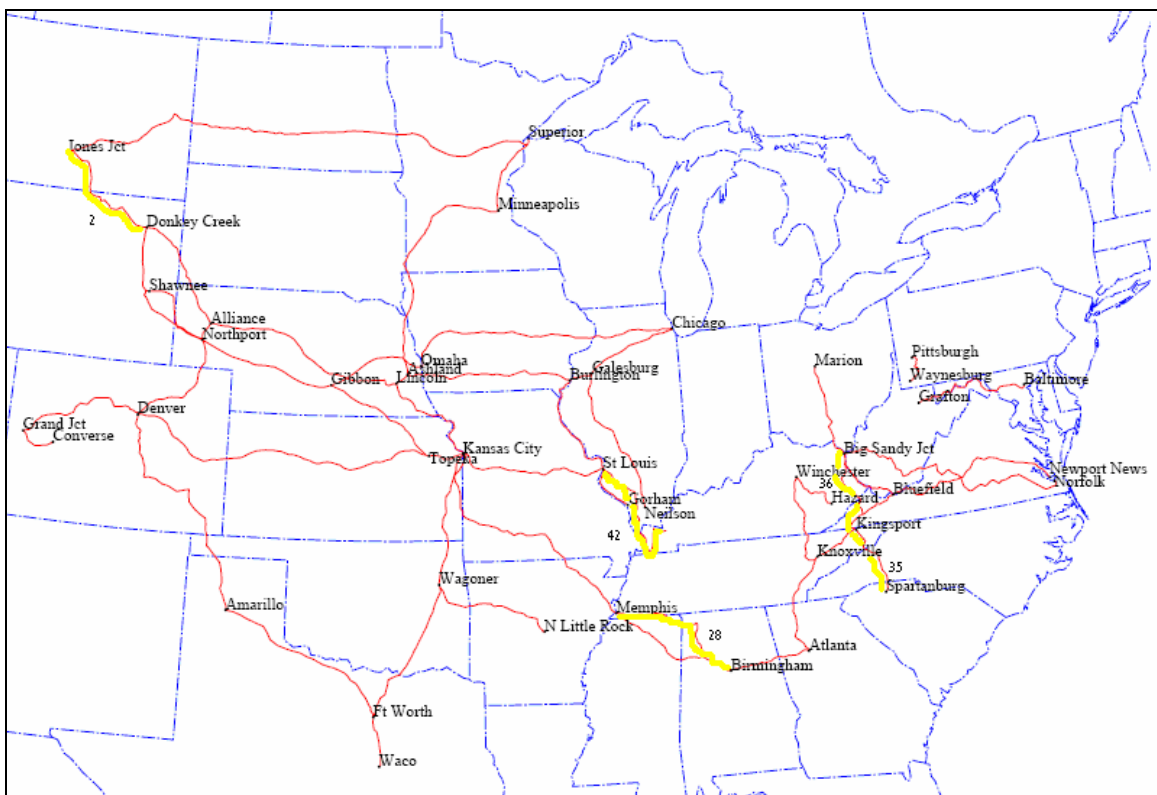 Superior
Jones Jct
Minneapolis
2
Donkey Creek
Shawnee
Alliance
Northport
Chicago
Omaha
Athland
Galesburg
Burlington
Gibbon
Lincoln
Marion
Pittsburgh
Waynesburg
Baltimore
Grafton
Denver
Grand Jct
Converse
Kansas City
Topeka
St Louis
Big Sandy Jct
Winchester
Newport News
Norfolk
36
Hazard
Bluefield
Gorham
Neilson
42
Kingsport
Knoxville
35
Spartanburg
Wagoner
Amarillo
Memphis
N Little Rock
28
Birmingham
Atlanta
Ft Worth
Waco